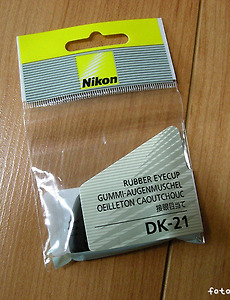 Nikon
RUBBER EYECUP
GUMMI-AUGENMUSCHEL
OEILLETON CAOUTCHOUC
接眼目当て
DK-21
foto